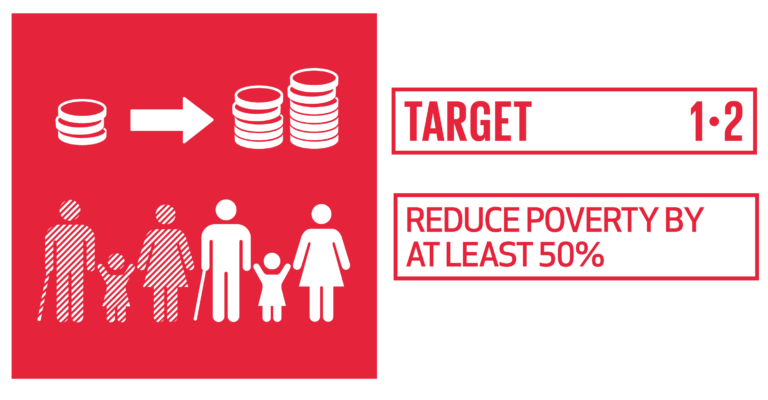 TARGET 1·2
REDUCE POVERTY BY
AT LEAST 50%